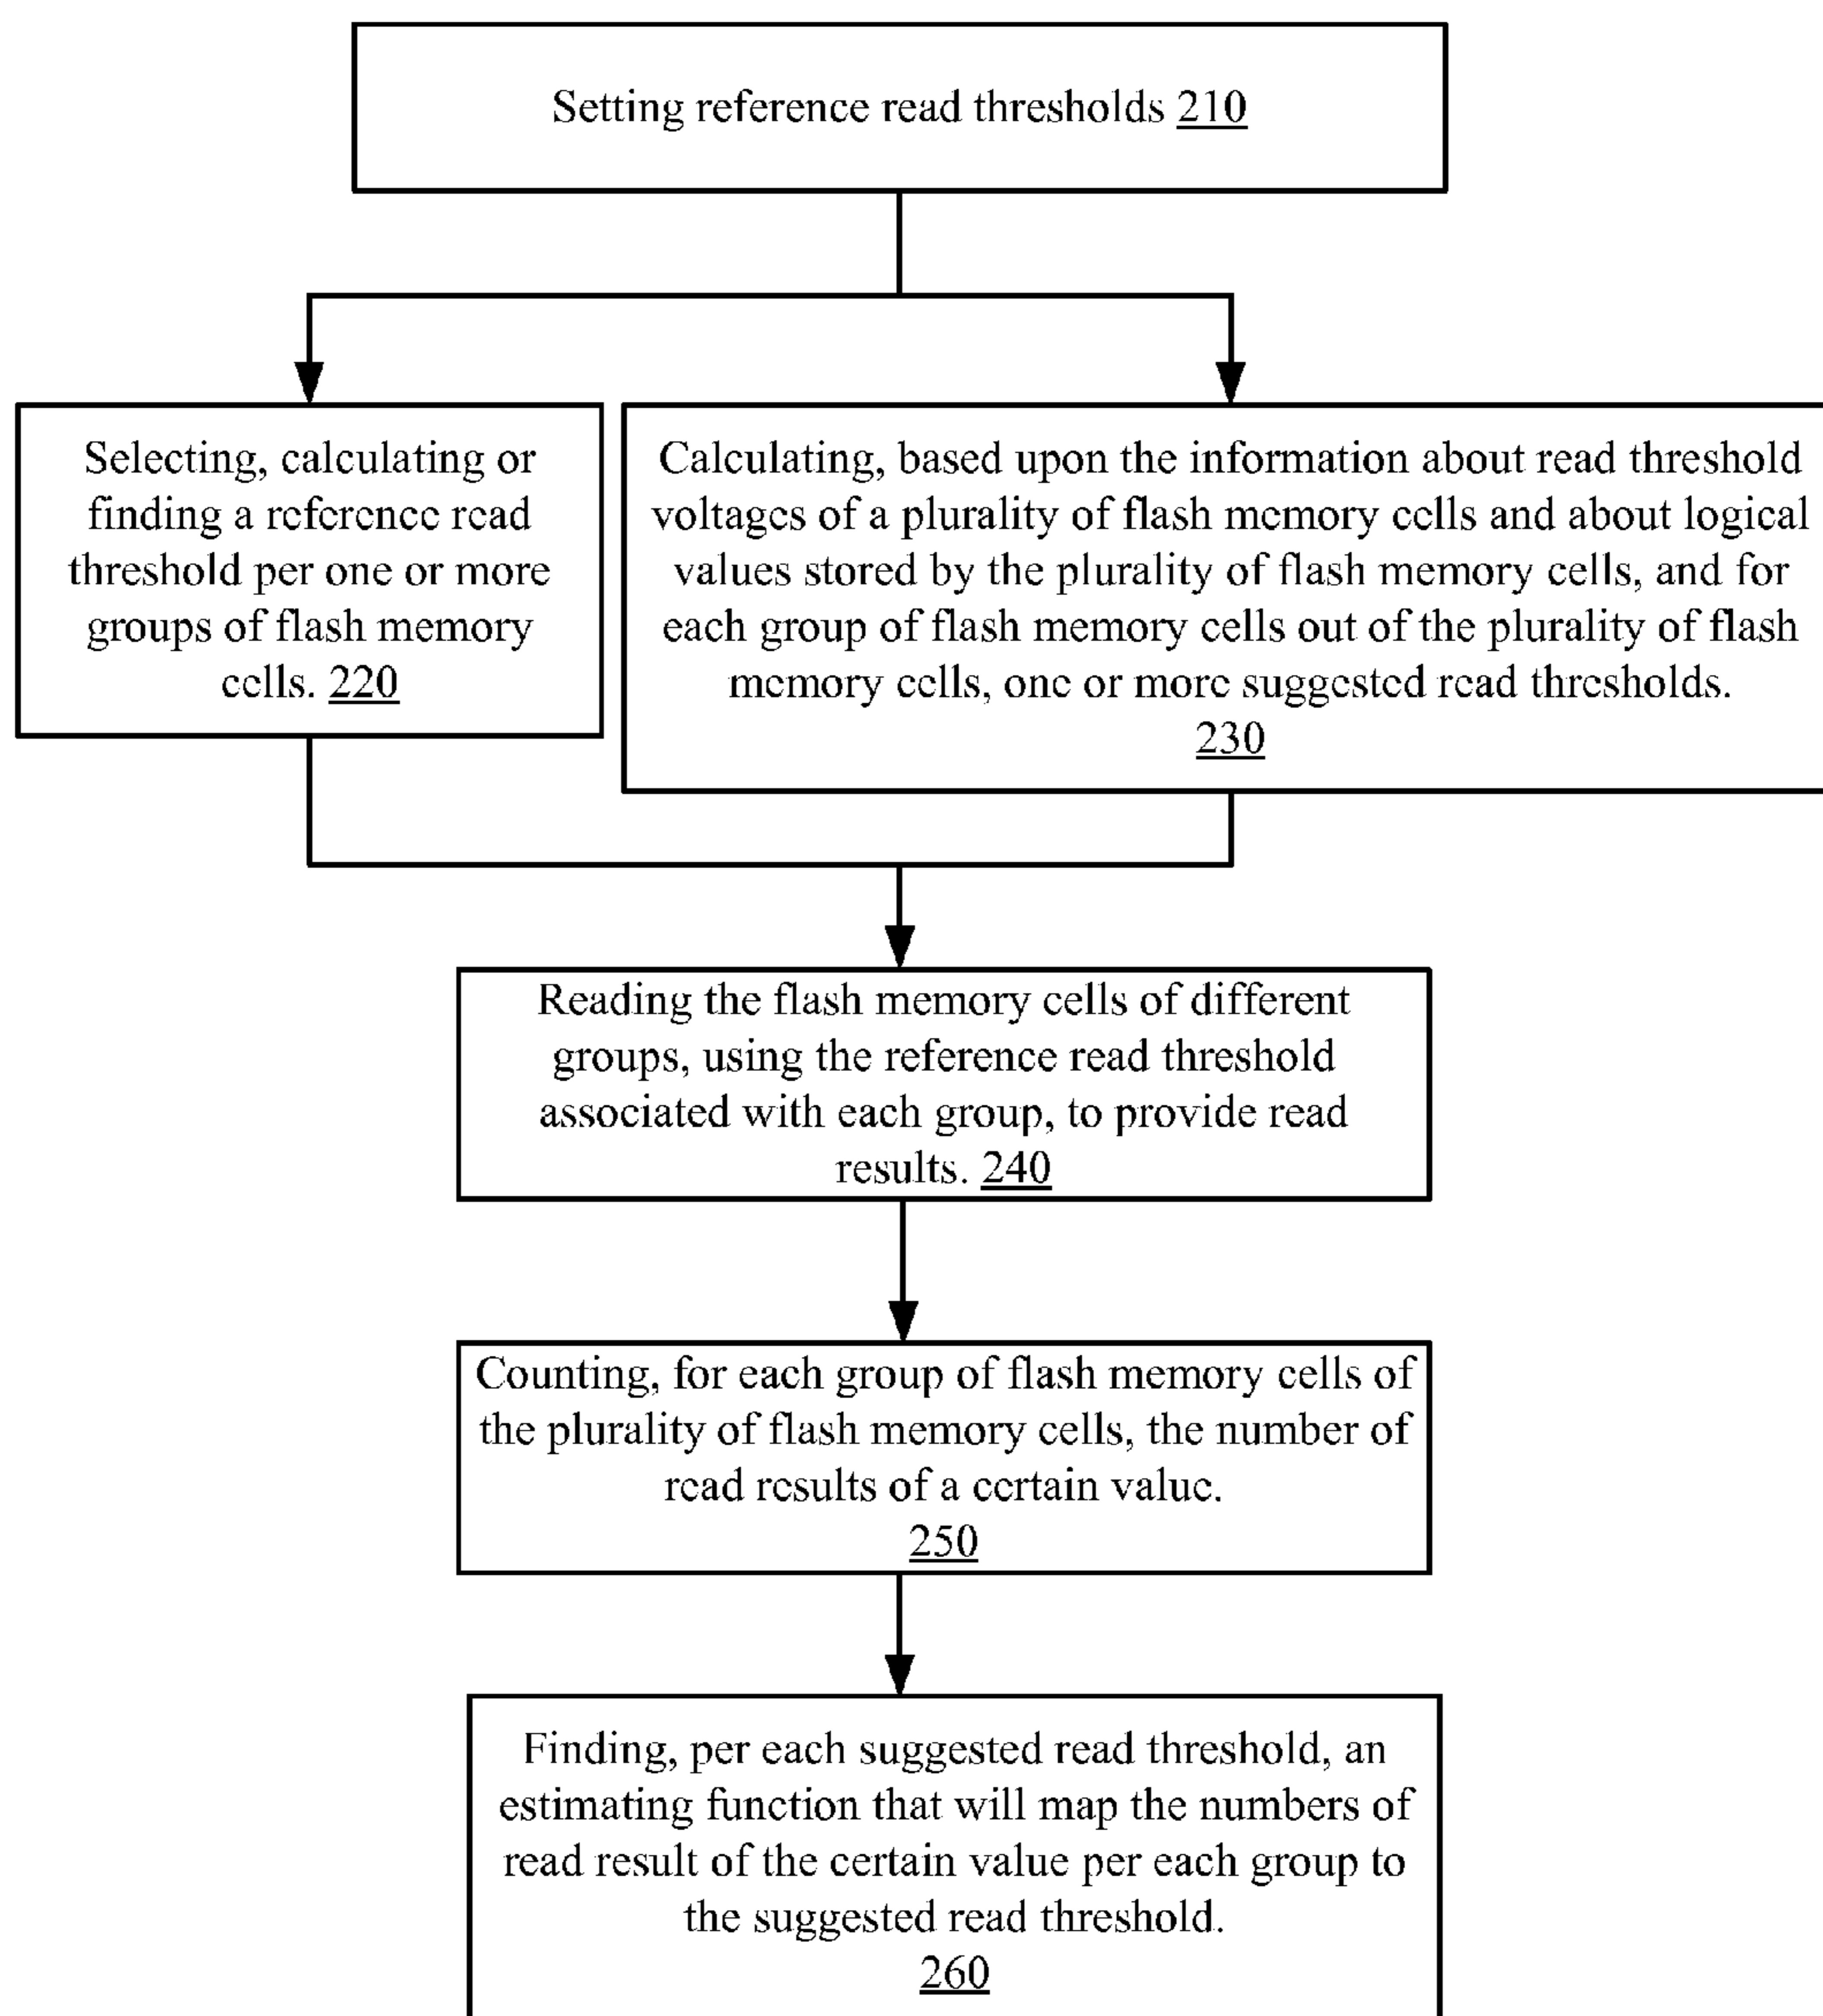 Setting reference read thresholds 210
Selecting, calculating or
finding a reference read
threshold per one or more
groups of flash memory
cells. 220
Calculating, based upon the information about read threshold
voltages of a plurality of flash memory cells and about logical
values stored by the plurality of flash memory cells, and for
each group of flash memory cells out of the plurality of flash
memory cells, one or more suggested read thresholds.
230
Reading the flash memory cells of different
groups, using the reference read threshold
associated with each group, to provide read
results. 240
Counting, for each group of flash memory cells of
the plurality of flash memory cells, the number of
read results of a certain value.
250
Finding, per each suggested read threshold, an
estimating function that will map the numbers of
read result of the certain value per each group to
the suggested read threshold.
260